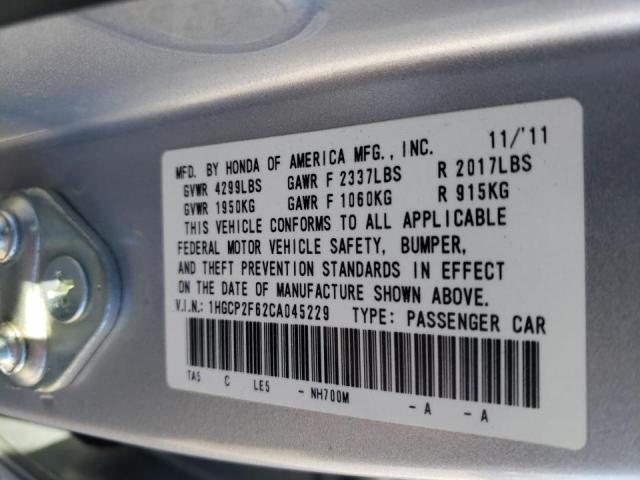 MFD. BY HONDA OF AMERICA MFG., INC. 11/'11
GVWR 4299LBS GAWR F 2337LBS R 2017LBS
GVWR 1950KG GAWR F 1060KG R 915KG
THIS VEHICLE CONFORMS TO ALL APPLICABLE
FEDERAL MOTOR VEHICLE SAFETY, BUMPER,
AND THEFT PREVENTION STANDARDS IN EFFECT
ON THE DATE OF MANUFACTURE SHOWN ABOVE.
V.I.N.: 1HGCP2F62CA045229 TYPE: PASSENGER CAR
TA5 C LE5 - NH700M - A - A